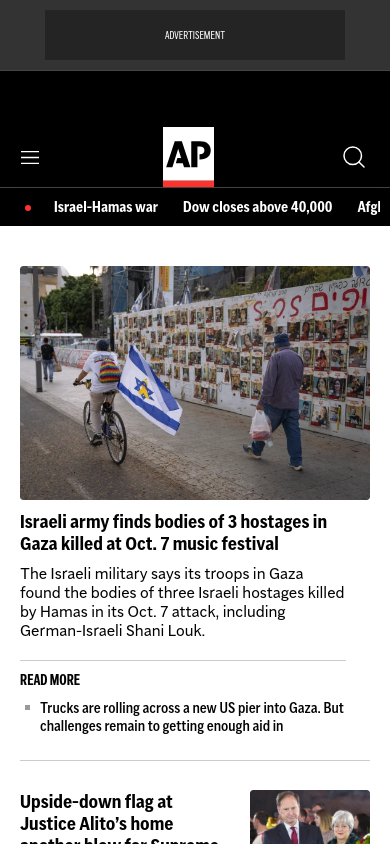 ADVERTISEMENT
AP
Israel-Hamas war
Dow closes above 40,000
Afgl
Israeli army finds bodies of 3 hostages in
Gaza killed at Oct. 7 music festival
The Israeli military says its troops in Gaza
found the bodies of three Israeli hostages killed
by Hamas in its Oct. 7 attack, including
German-Israeli Shani Louk.
READ MORE
Trucks are rolling across a new US pier into Gaza. But
challenges remain to getting enough aid in
Upside-down flag at
Justice Alito’s home
another blow for Supreme